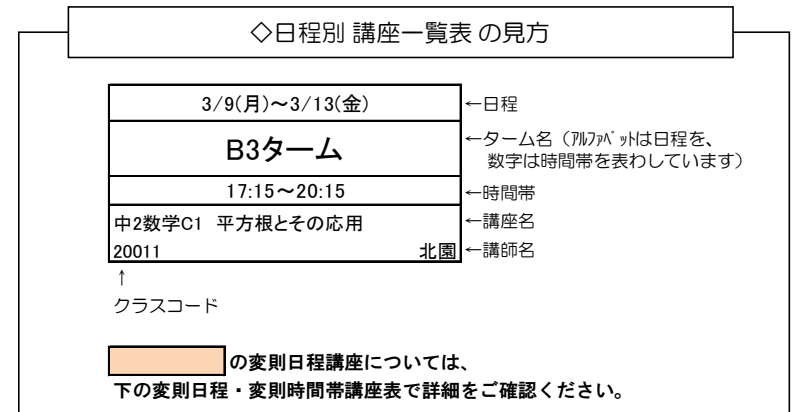 ◇日程別 講座一覧表 の見方
3/9(月)～3/13(金) ←日程
B3ターム ←ターム名（ｱﾙﾌｧﾍﾞｯﾄは日程を、
数字は時間帯を表わしています）
17:15～20:15 ←時間帯
中2数学C1 平方根とその応用 ←講座名
20011 北園 ←講師名
↑
クラスコード
の変則日程講座については、
下の変則日程・変則時間帯講座表で詳細をご確認ください。